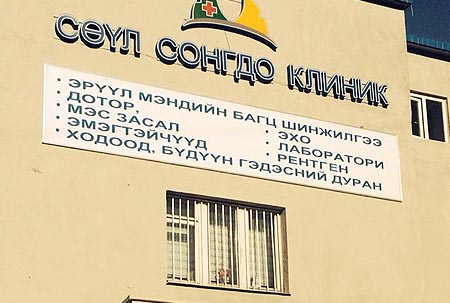 СӨҮЛ СОНГДО КЛИНИК
• ЭРҮҮЛ МЭНДИЙН БАГЦ ШИНЖИЛГЭЭ
• ДОТОР,
• МЭС ЗАСАЛ
• ЭМЭГТЭЙЧҮҮД
• ХОДООД, БҮДҮҮН ГЭДЭСНИЙ ДУРАН
• ЭХО
• ЛАБОРАТОРИ
• РЕНТГЕН